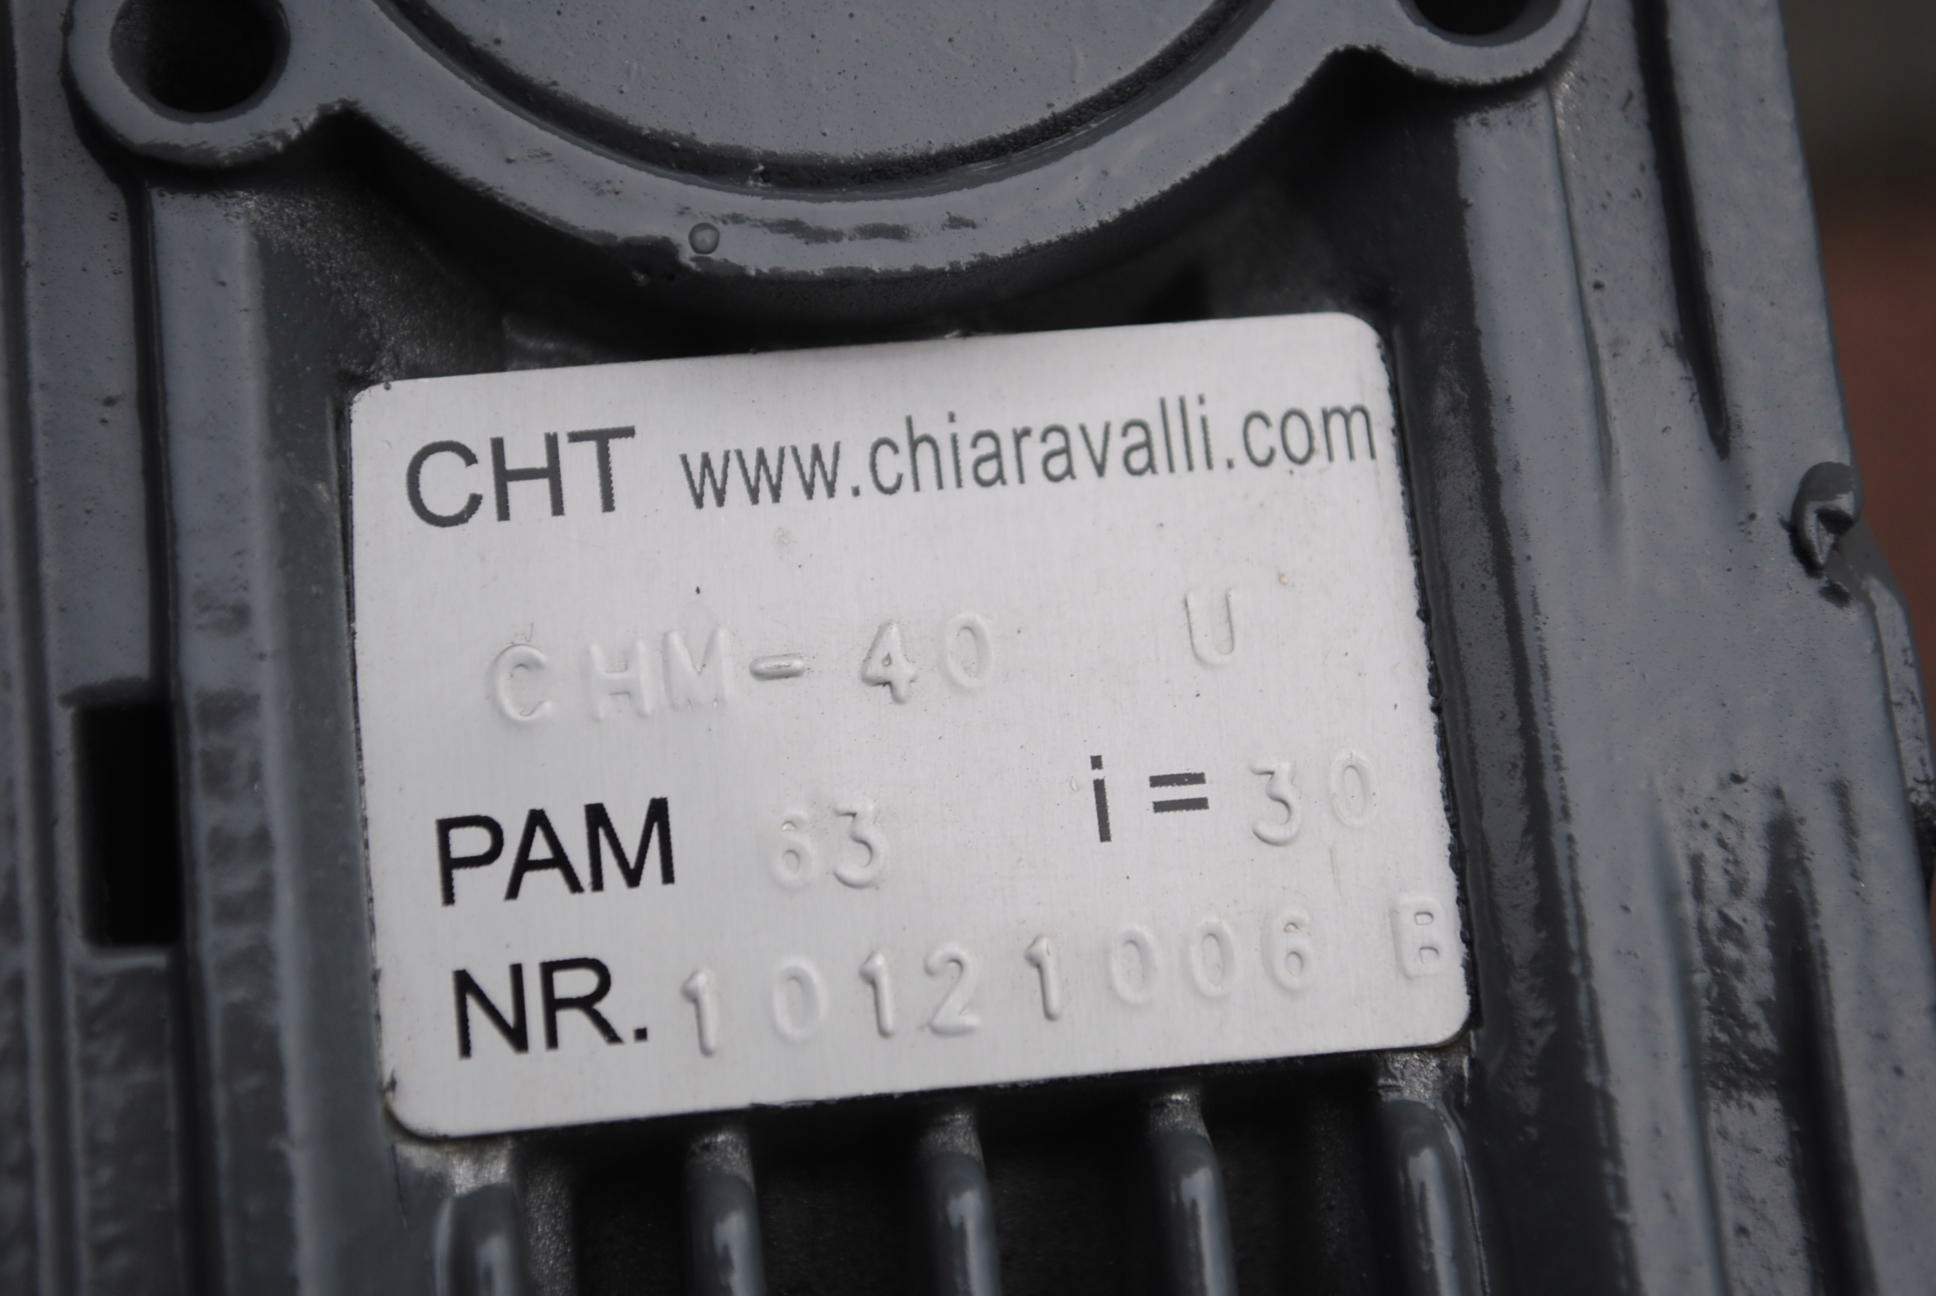 CHT www.chiaravalli.com
CHM-40 U
PAM 63 i = 30
NR. 10121006 B